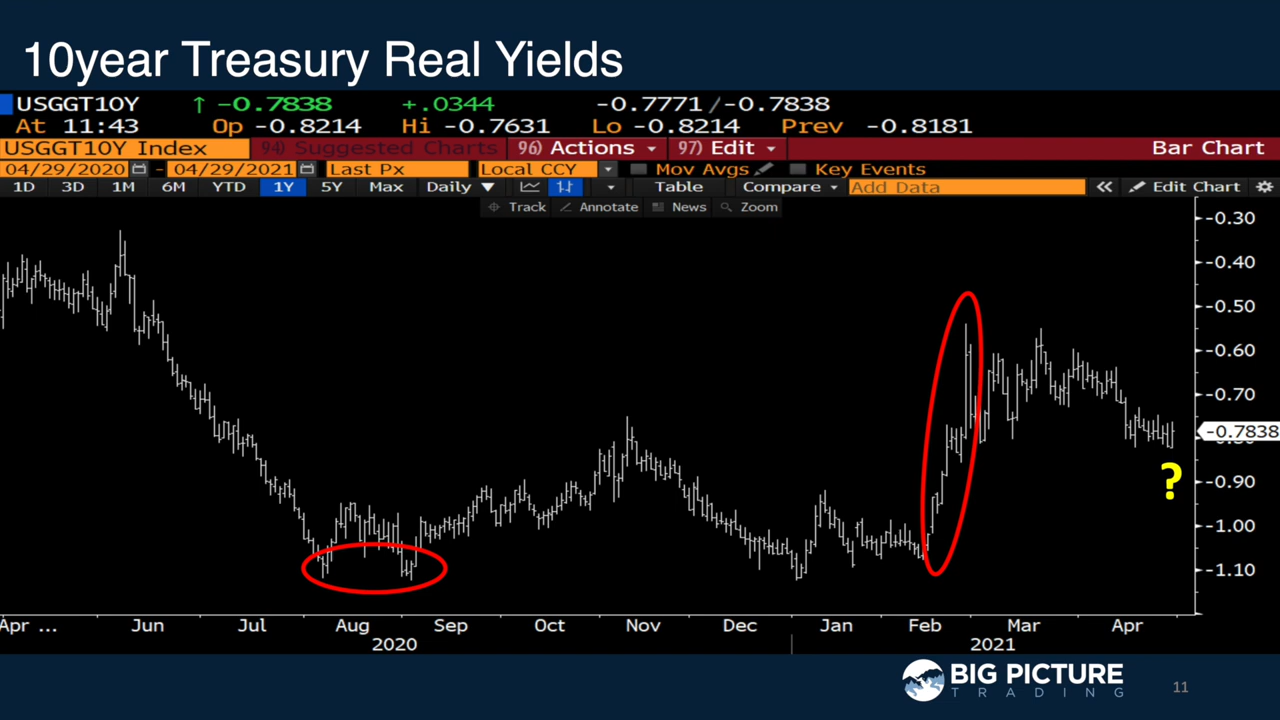 10year Treasury Real Yields
USGGT10Y ↑ -0.7838 +.0344 -0.7771/-0.7838
At 11:43 Op -0.8214 Hi -0.7631 Lo -0.8214 Prev -0.8181
USGGT10Y Index 94) Suggested Charts 96) Actions 97) Edit Bar Chart
04/29/2020 - 04/29/2021 Last Px Local CCY Mov Avgs Key Events
1D 3D 1M 6M YTD 1Y 5Y Max Daily ▼ Table Compare Add Data « Edit Chart
Track Annotate News Zoom
-0.30
-0.40
-0.50
-0.60
-0.70
-0.7838
?
-0.90
-1.00
-1.10
Apr ... Jun Jul Aug Sep Oct Nov Dec Jan Feb Mar Apr
2020 2021
BIG PICTURE
TRADING
11